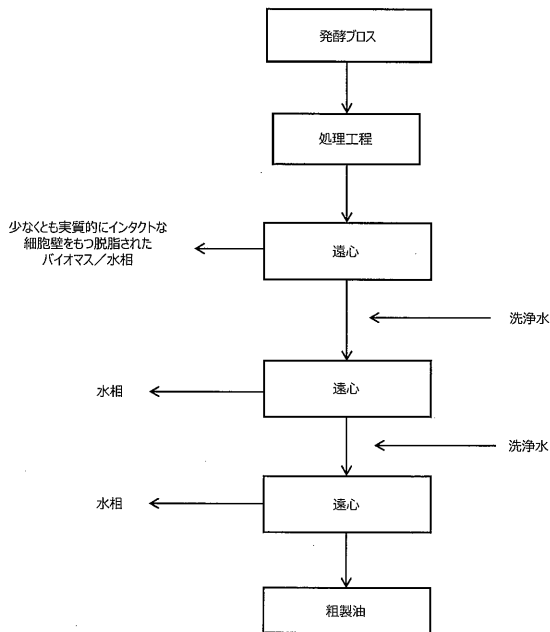 発酵ブロス
処理工程
少なくとも実質的にインタクトな
細胞壁をもつ脱脂された
バイオマス／水相
遠心
洗浄水
水相
遠心
洗浄水
水相
遠心
粗製油